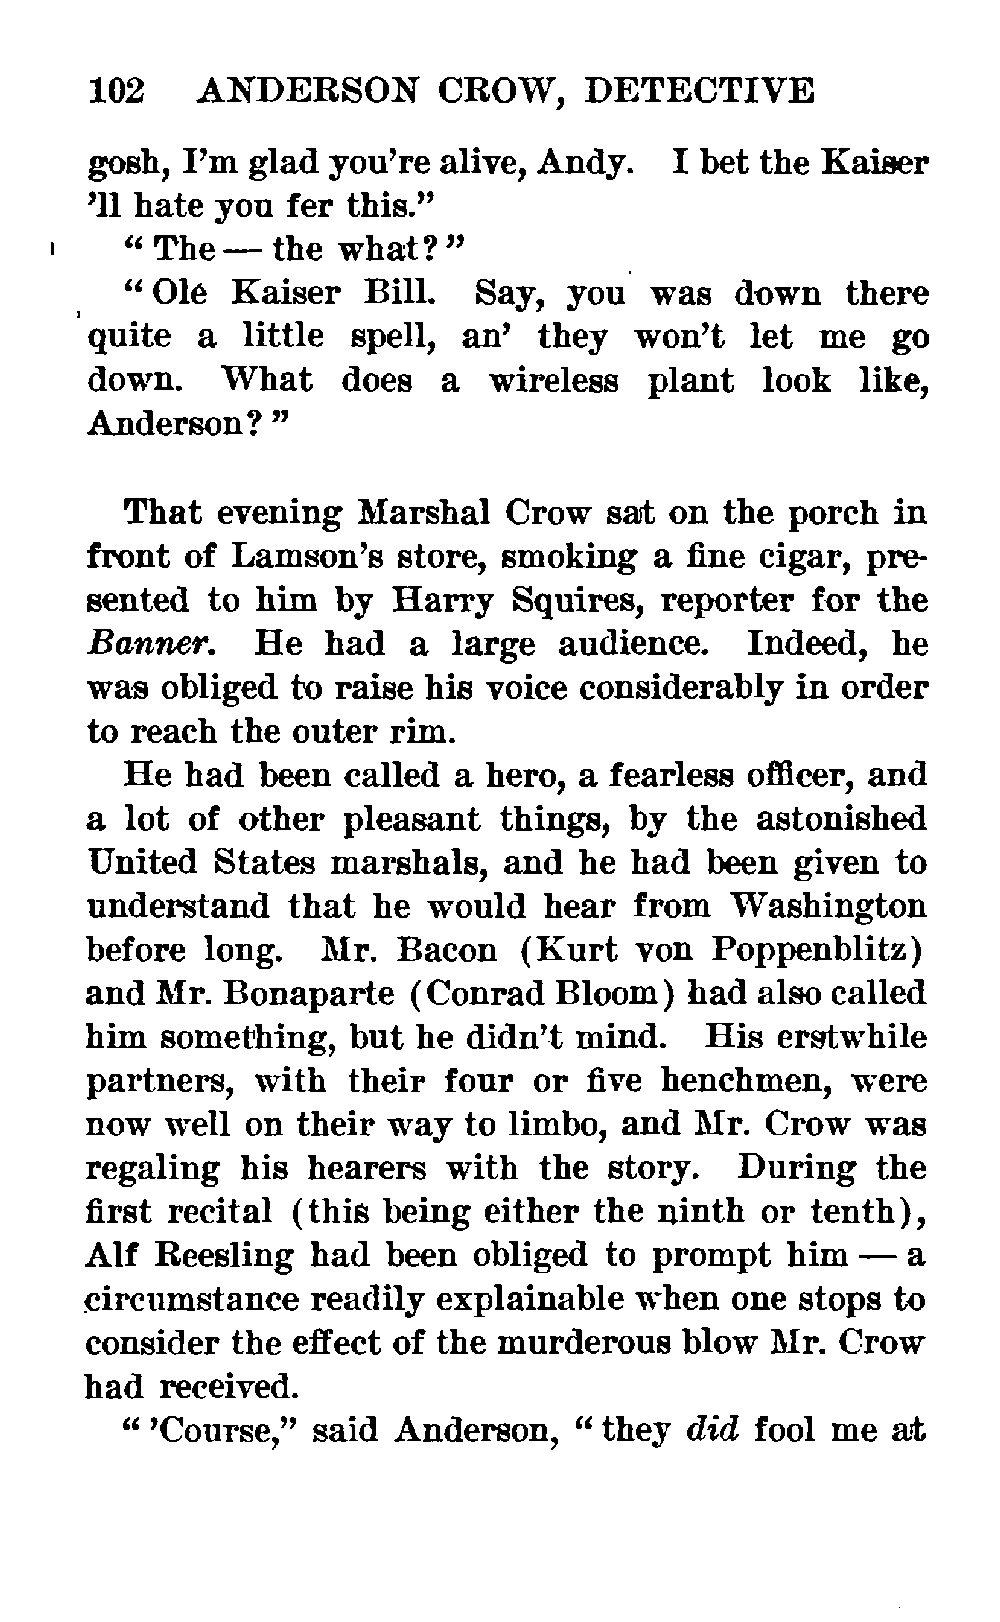 102 ANDERSON CROW, DETECTIVE
gosh, I'm glad you're alive, Andy. I bet the Kaiser
'll hate you fer this."
"The — the what?"
"Ole Kaiser Bill. Say, you was down there
quite a little spell, an' they won't let me go
down. What does a wireless plant look like,
Anderson?"
That evening Marshal Crow sat on the porch in
front of Lamson's store, smoking a fine cigar, pre-
sented to him by Harry Squires, reporter for the
Banner. He had a large audience. Indeed, he
was obliged to raise his voice considerably in order
to reach the outer rim.
He had been called a hero, a fearless officer, and
a lot of other pleasant things, by the astonished
United States marshals, and he had been given to
understand that he would hear from Washington
before long. Mr. Bacon (Kurt von Poppenblitz)
and Mr. Bonaparte (Conrad Bloom) had also called
him something, but he didn't mind. His erstwhile
partners, with their four or five henchmen, were
now well on their way to limbo, and Mr. Crow was
regaling his hearers with the story. During the
first recital (this being either the ninth or tenth),
Alf Reesling had been obliged to prompt him — a
circumstance readily explainable when one stops to
consider the effect of the murderous blow Mr. Crow
had received.
"'Course," said Anderson, "they did fool me at